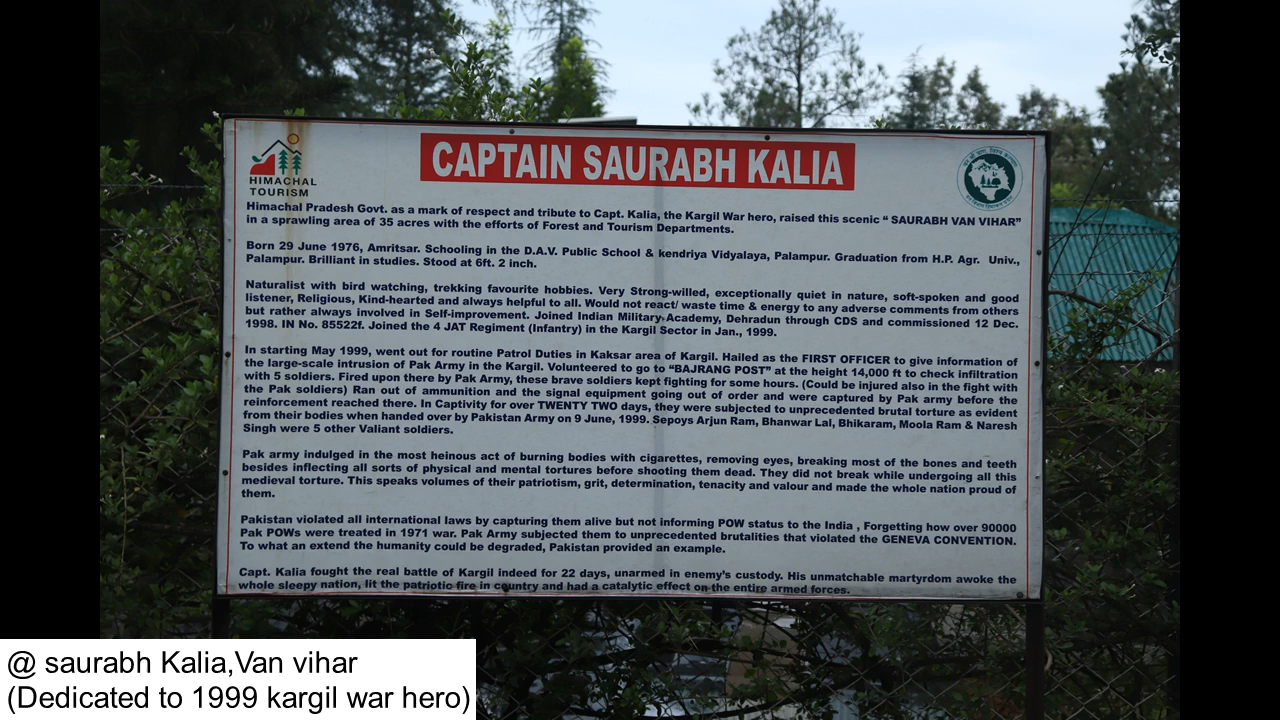 HIMACHAL
TOURISM
CAPTAIN SAURABH KALIA
Himachal Pradesh Govt. as a mark of respect and tribute to Capt. Kalia, the Kargil War hero, raised this scenic “ SAURABH VAN VIHAR”
in a sprawling area of 35 acres with the efforts of Forest and Tourism Departments.
Born 29 June 1976, Amritsar. Schooling in the D.A.V. Public School & kendriya Vidyalaya, Palampur. Graduation from H.P. Agr. Univ.,
Palampur. Brilliant in studies. Stood at 6ft. 2 inch.
Naturalist with bird watching, trekking favourite hobbies. Very Strong-willed, exceptionally quiet in nature, soft-spoken and good
listener, Religious, Kind-hearted and always helpful to all. Would not react/ waste time & energy to any adverse comments from others
but rather always involved in Self-improvement. Joined Indian Military Academy, Dehradun through CDS and commissioned 12 Dec.
1998. IN No. 85522f. Joined the 4 JAT Regiment (Infantry) in the Kargil Sector in Jan., 1999.
In starting May 1999, went out for routine Patrol Duties in Kaksar area of Kargil. Hailed as the FIRST OFFICER to give information of
the large-scale intrusion of Pak Army in the Kargil. Volunteered to go to “BAJRANG POST” at the height 14,000 ft to check infiltration
with 5 soldiers. Fired upon there by Pak Army, these brave soldiers kept fighting for some hours. (Could be injured also in the fight with
the Pak soldiers) Ran out of ammunition and the signal equipment going out of order and were captured by Pak army before the
reinforcement reached there. In Captivity for over TWENTY TWO days, they were subjected to unprecedented brutal torture as evident
from their bodies when handed over by Pakistan Army on 9 June, 1999. Sepoys Arjun Ram, Bhanwar Lal, Bhikaram, Moola Ram & Naresh
Singh were 5 other Valiant soldiers.
Pak army indulged in the most heinous act of burning bodies with cigarettes, removing eyes, breaking most of the bones and teeth
besides inflecting all sorts of physical and mental tortures before shooting them dead. They did not break while undergoing all this
medieval torture. This speaks volumes of their patriotism, grit, determination, tenacity and valour and made the whole nation proud of
them.
Pakistan violated all international laws by capturing them alive but not informing POW status to the India , Forgetting how over 90000
Pak POWs were treated in 1971 war. Pak Army subjected them to unprecedented brutalities that violated the GENEVA CONVENTION.
To what an extend the humanity could be degraded, Pakistan provided an example.
Capt. Kalia fought the real battle of Kargil indeed for 22 days, unarmed in enemy’s custody. His unmatchable martyrdom awoke the
whole sleepy nation, lit the patriotic fire in country and had a catalytic effect on the entire armed forces.
@ saurabh Kalia,Van vihar
(Dedicated to 1999 kargil war hero)